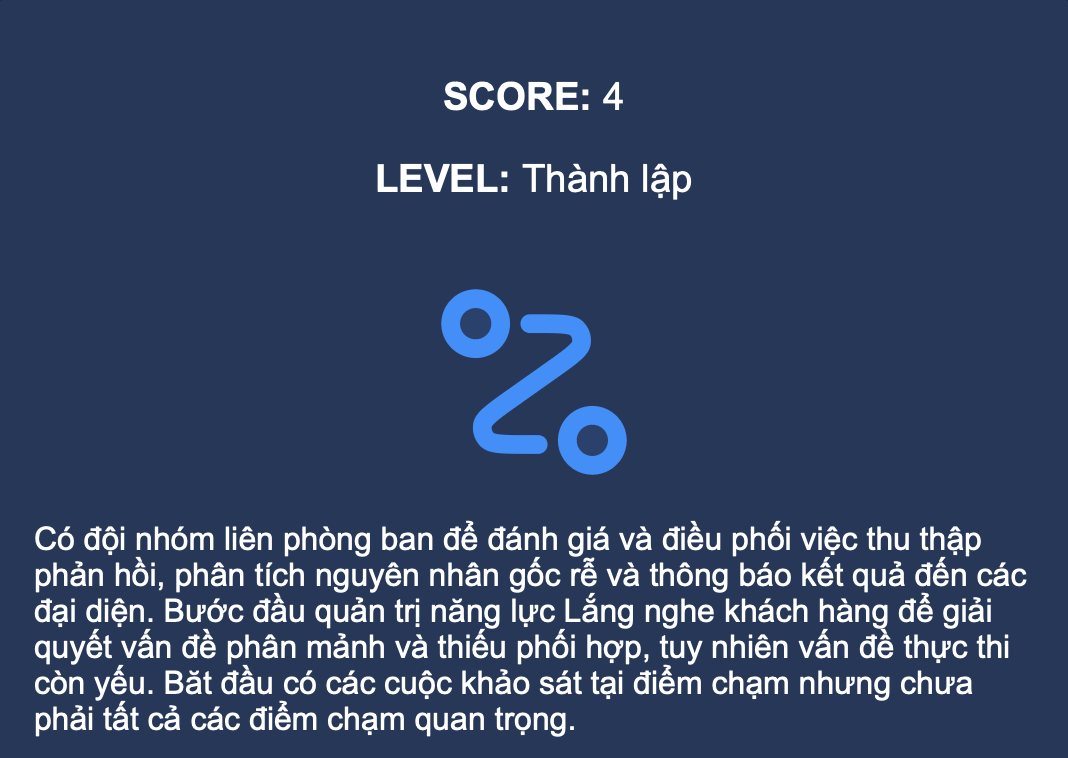 SCORE: 4
LEVEL: Thành lập
Có đội nhóm liên phòng ban để đánh giá và điều phối việc thu thập
phản hồi, phân tích nguyên nhân gốc rễ và thông báo kết quả đến các
đại diện. Bước đầu quản trị năng lực Lắng nghe khách hàng để giải
quyết vấn đề phân mảnh và thiếu phối hợp, tuy nhiên vấn đề thực thi
còn yếu. Băt đầu có các cuộc khảo sát tại điểm chạm nhưng chưa
phải tất cả các điểm chạm quan trọng.